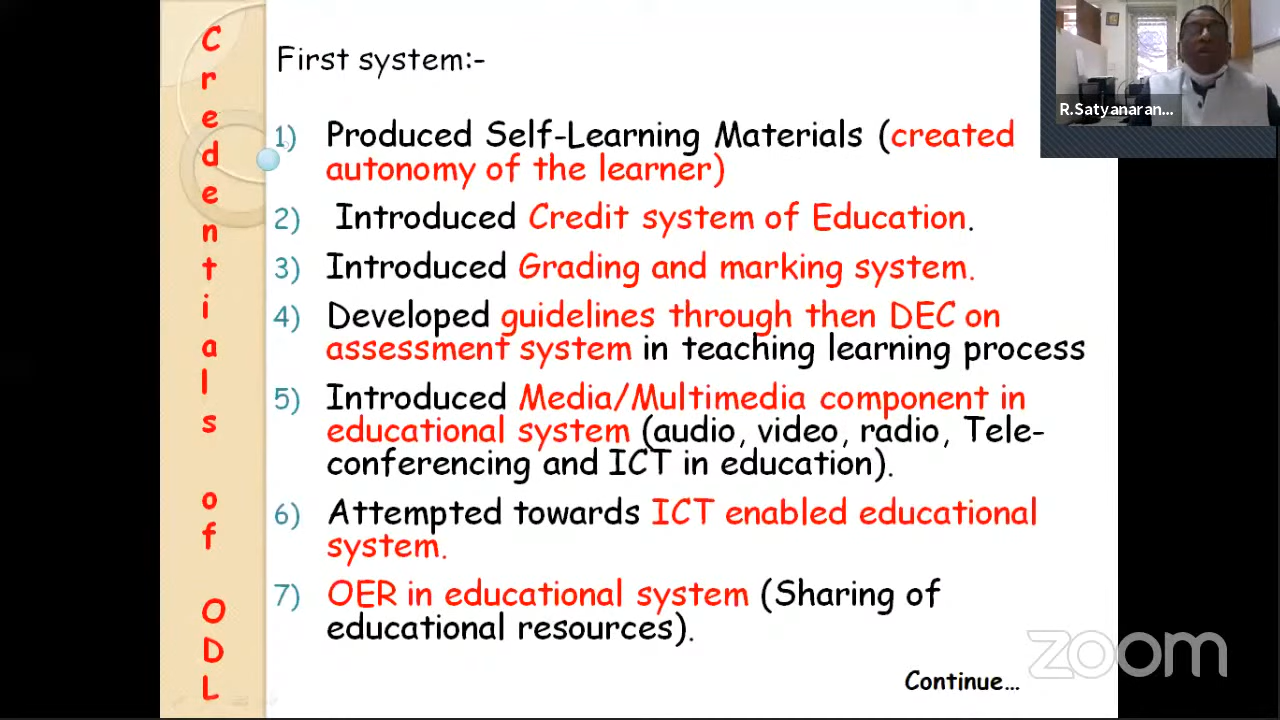 Credentials of ODL
First system:-
1) Produced Self-Learning Materials (created
autonomy of the learner)
2) Introduced Credit system of Education.
3) Introduced Grading and marking system.
4) Developed guidelines through then DEC on
assessment system in teaching learning process
5) Introduced Media/Multimedia component in
educational system (audio, video, radio, Tele-
conferencing and ICT in education).
6) Attempted towards ICT enabled educational
system.
7) OER in educational system (Sharing of
educational resources).
Continue...
R.Satyanaran...
zoom